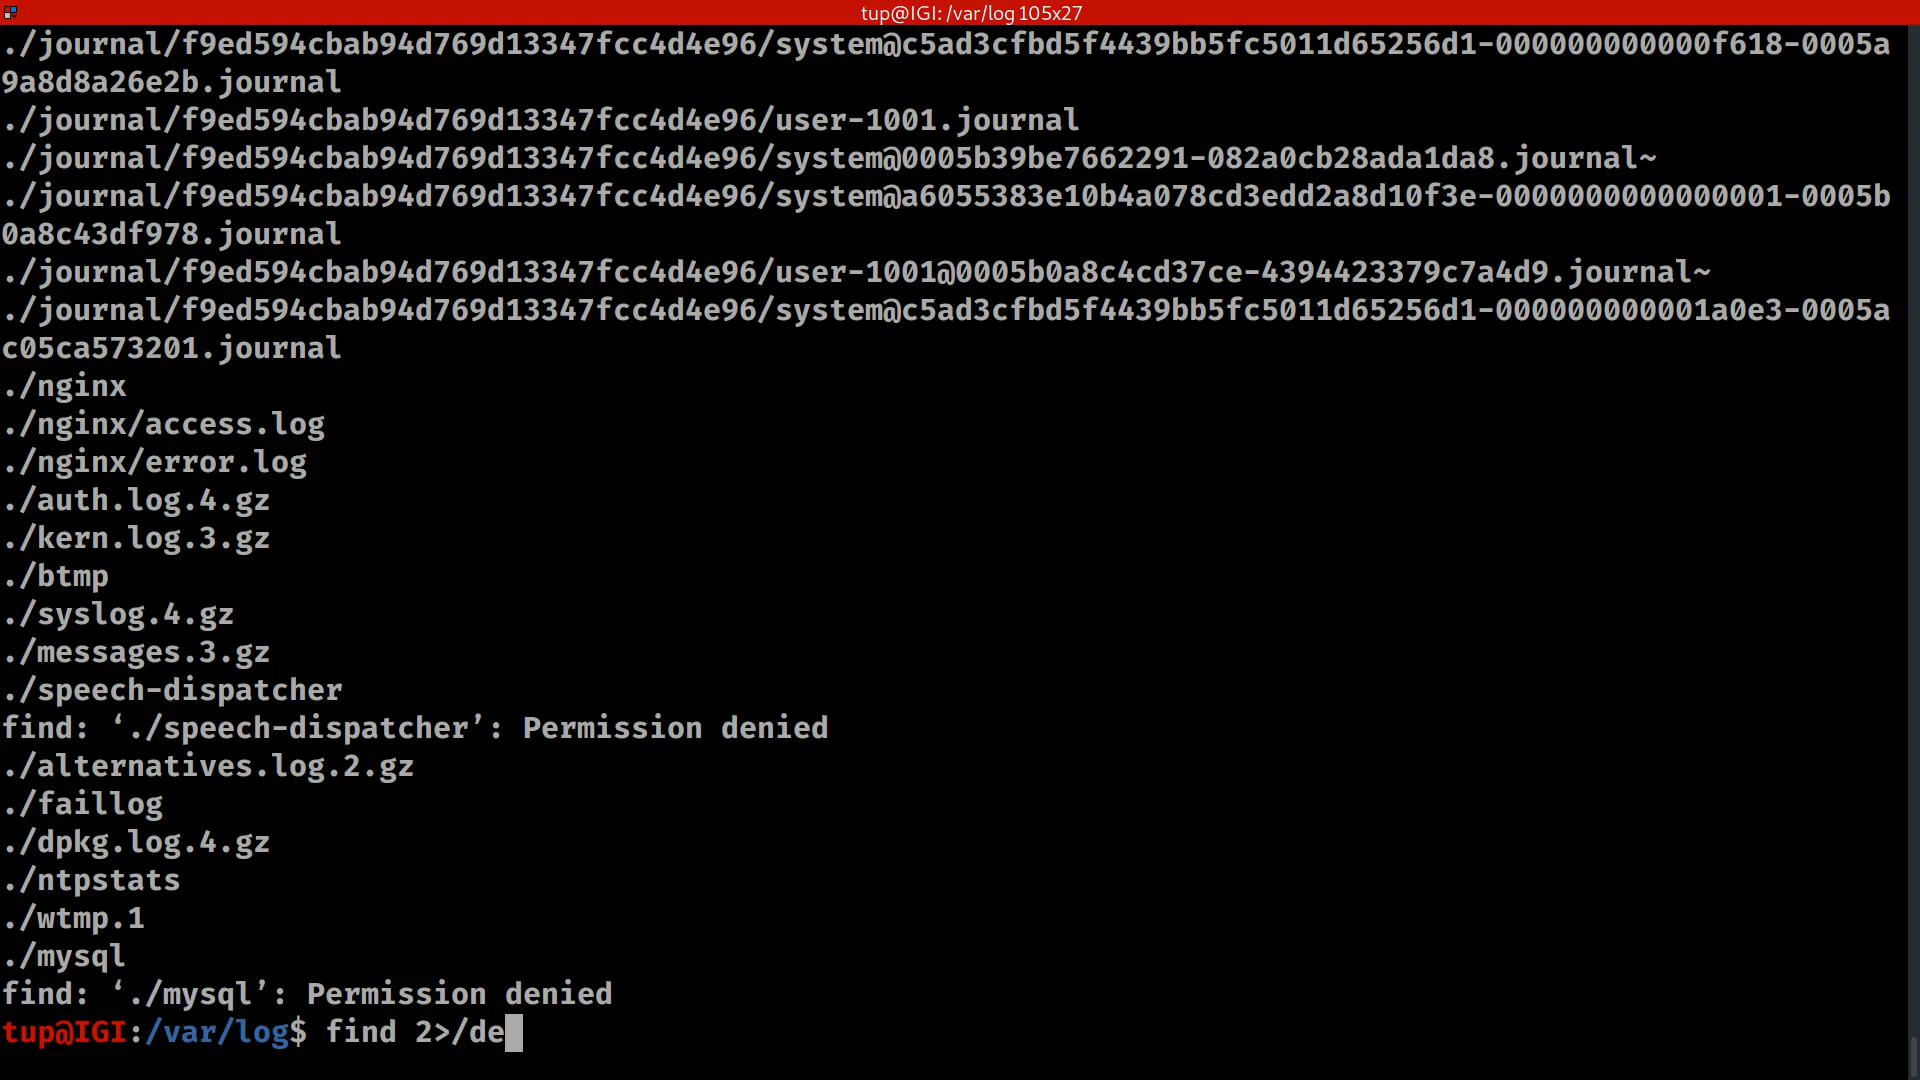 tup@IGI: /var/log 105x27
./journal/f9ed594cbab94d769d13347fcc4d4e96/system@c5ad3cfbd5f4439bb5fc5011d65256d1-000000000000f618-0005a
9a8d8a26e2b.journal
./journal/f9ed594cbab94d769d13347fcc4d4e96/user-1001.journal
./journal/f9ed594cbab94d769d13347fcc4d4e96/system@0005b39be7662291-082a0cb28ada1da8.journal~
./journal/f9ed594cbab94d769d13347fcc4d4e96/system@a6055383e10b4a078cd3edd2a8d10f3e-0000000000000001-0005b
0a8c43df978.journal
./journal/f9ed594cbab94d769d13347fcc4d4e96/user-1001@0005b0a8c4cd37ce-4394423379c7a4d9.journal~
./journal/f9ed594cbab94d769d13347fcc4d4e96/system@c5ad3cfbd5f4439bb5fc5011d65256d1-000000000001a0e3-0005a
c05ca573201.journal
./nginx
./nginx/access.log
./nginx/error.log
./auth.log.4.gz
./kern.log.3.gz
./btmp
./syslog.4.gz
./messages.3.gz
./speech-dispatcher
find: ‘./speech-dispatcher’: Permission denied
./alternatives.log.2.gz
./faillog
./dpkg.log.4.gz
./ntpstats
./wtmp.1
./mysql
find: ‘./mysql’: Permission denied
tup@IGI:/var/log$ find 2>/de